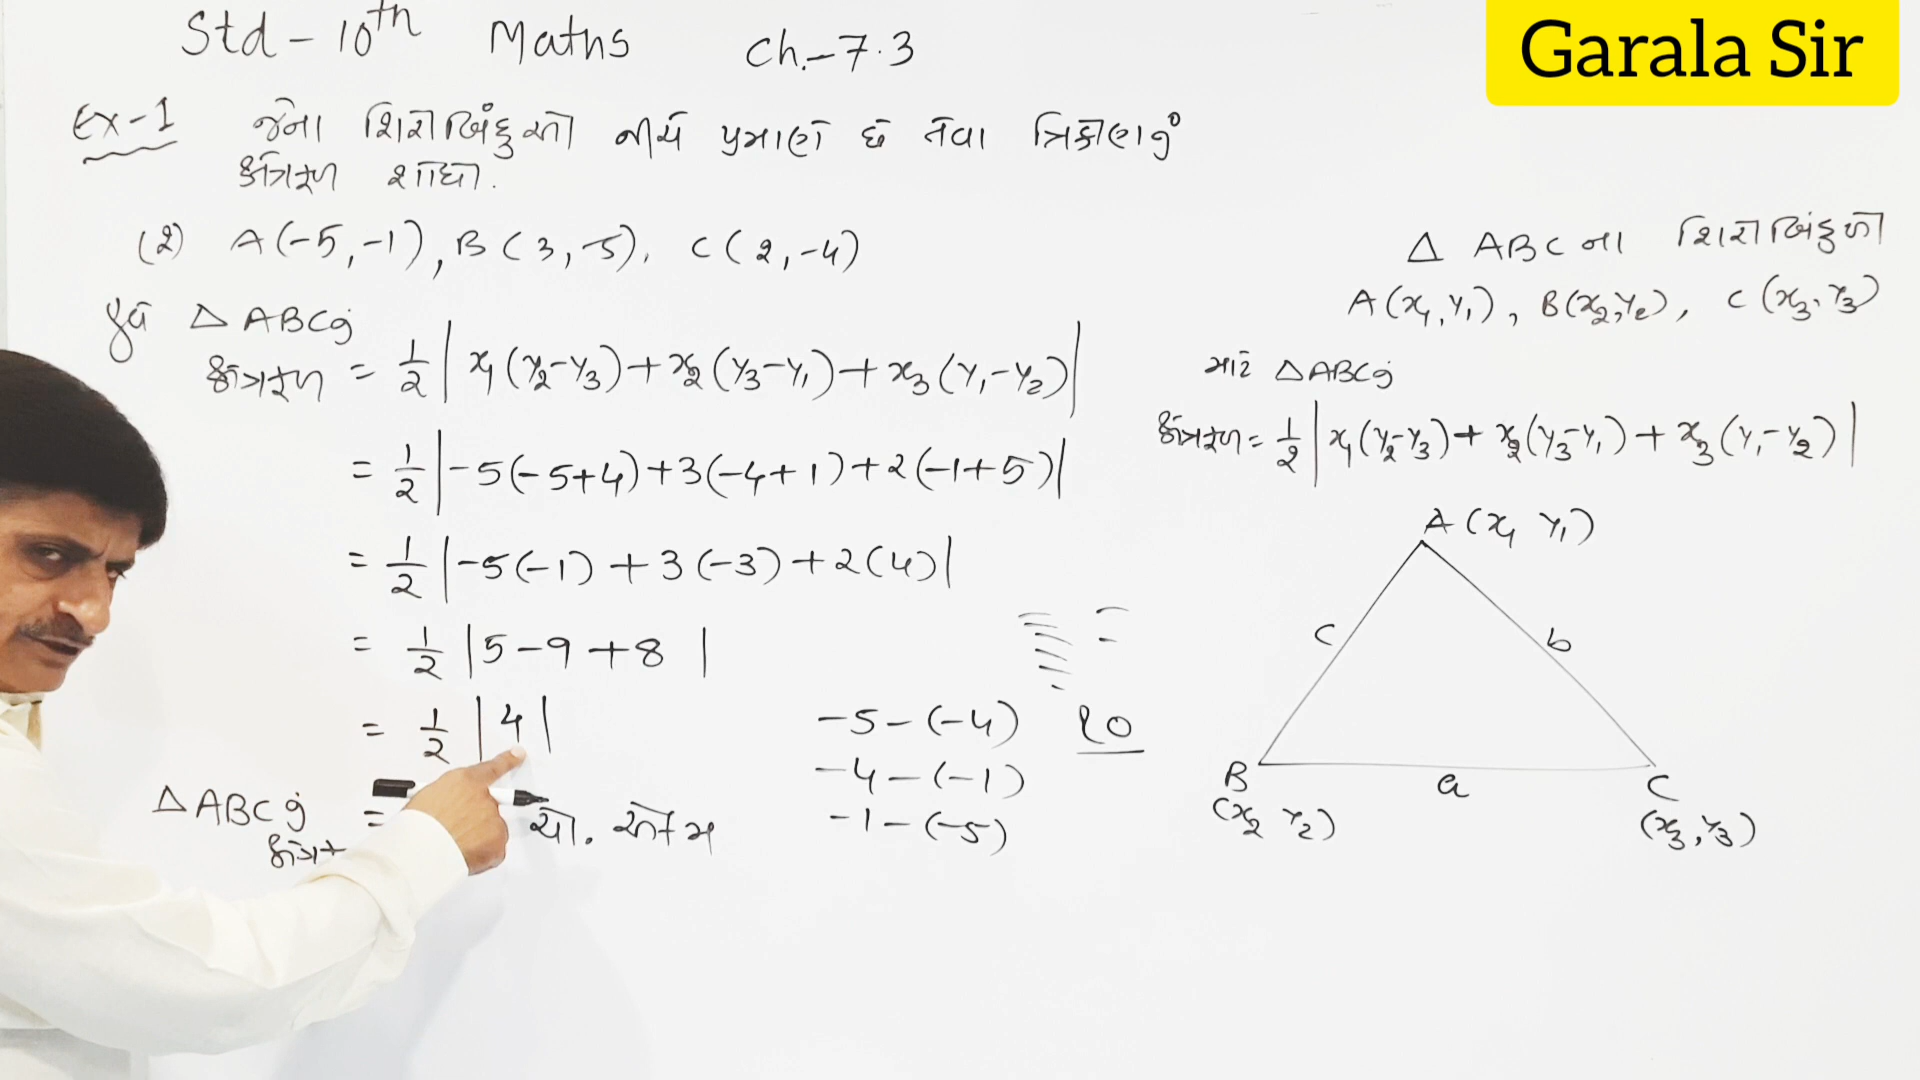 Std - 10th Maths Ch.-7.3
Garala Sir
Ex-1 જેના શિરોબિંદુઓ નીચે પ્રમાણે છે તેવા ત્રિકોણનું
ક્ષેત્રફળ શોધો.
(2) A(-5,-1), B(3,-5), C(2,-4)
હવે △ ABCનું
ક્ષેત્રફળ = 1/2 | x₁(y₂-y₃)+x₂(y₃-y₁)+x₃(y₁-y₂)|
= 1/2 |-5(-5+4)+3(-4+1)+2(-1+5)|
= 1/2 |-5(-1)+3(-3)+2(4)|
= 1/2 |5-9+8|
= 1/2 |4|
△ABCનું =
ચો. એકમ
-5-(-4)
-4-(-1)
-1-(-5)
△ ABC ના શિરોબિંદુઓ
A(x₁,y₁), B(x₂,y₂), C(x₃,y₃)
માટે △ABCનું
ક્ષેત્રફળ = 1/2 | x₁(y₂-y₃)+x₂(y₃-y₁)+x₃(y₁-y₂)|
A(x₁ y₁)
c b
B a C
(x₂ y₂) (x₃,y₃)